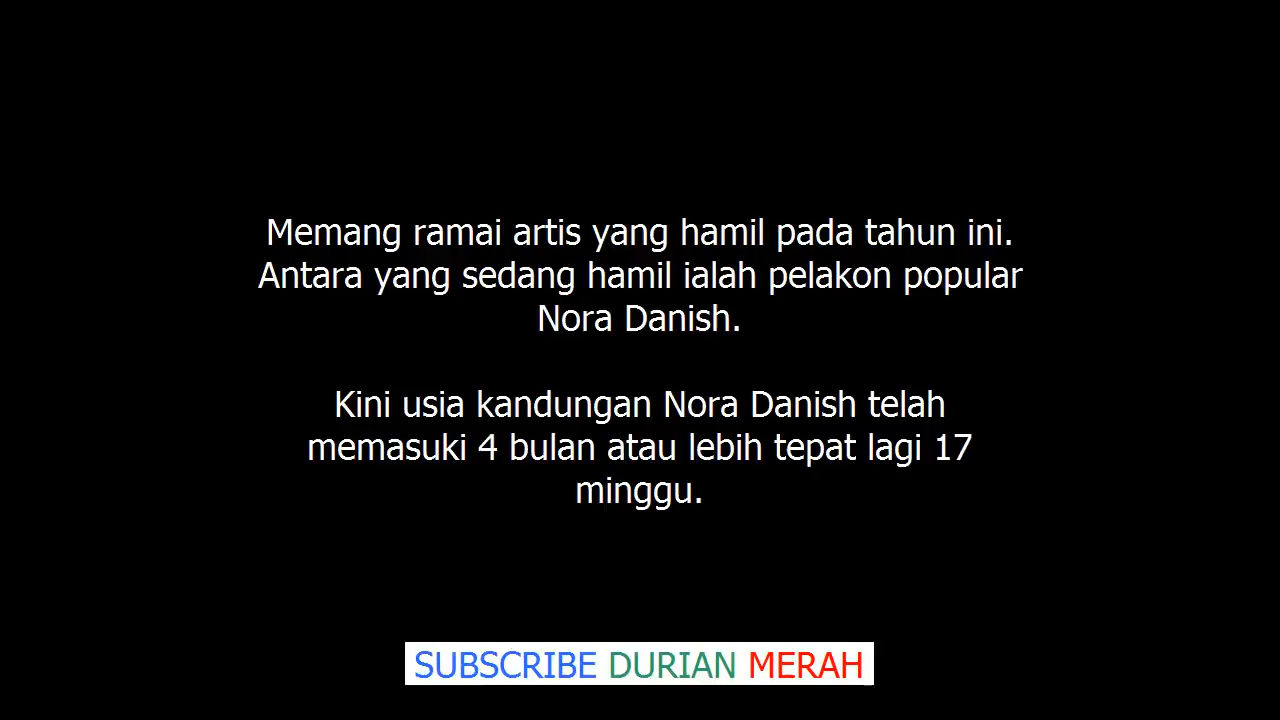 Memang ramai artis yang hamil pada tahun ini.
Antara yang sedang hamil ialah pelakon popular
Nora Danish.
Kini usia kandungan Nora Danish telah
memasuki 4 bulan atau lebih tepat lagi 17
minggu.
SUBSCRIBE DURIAN MERAH